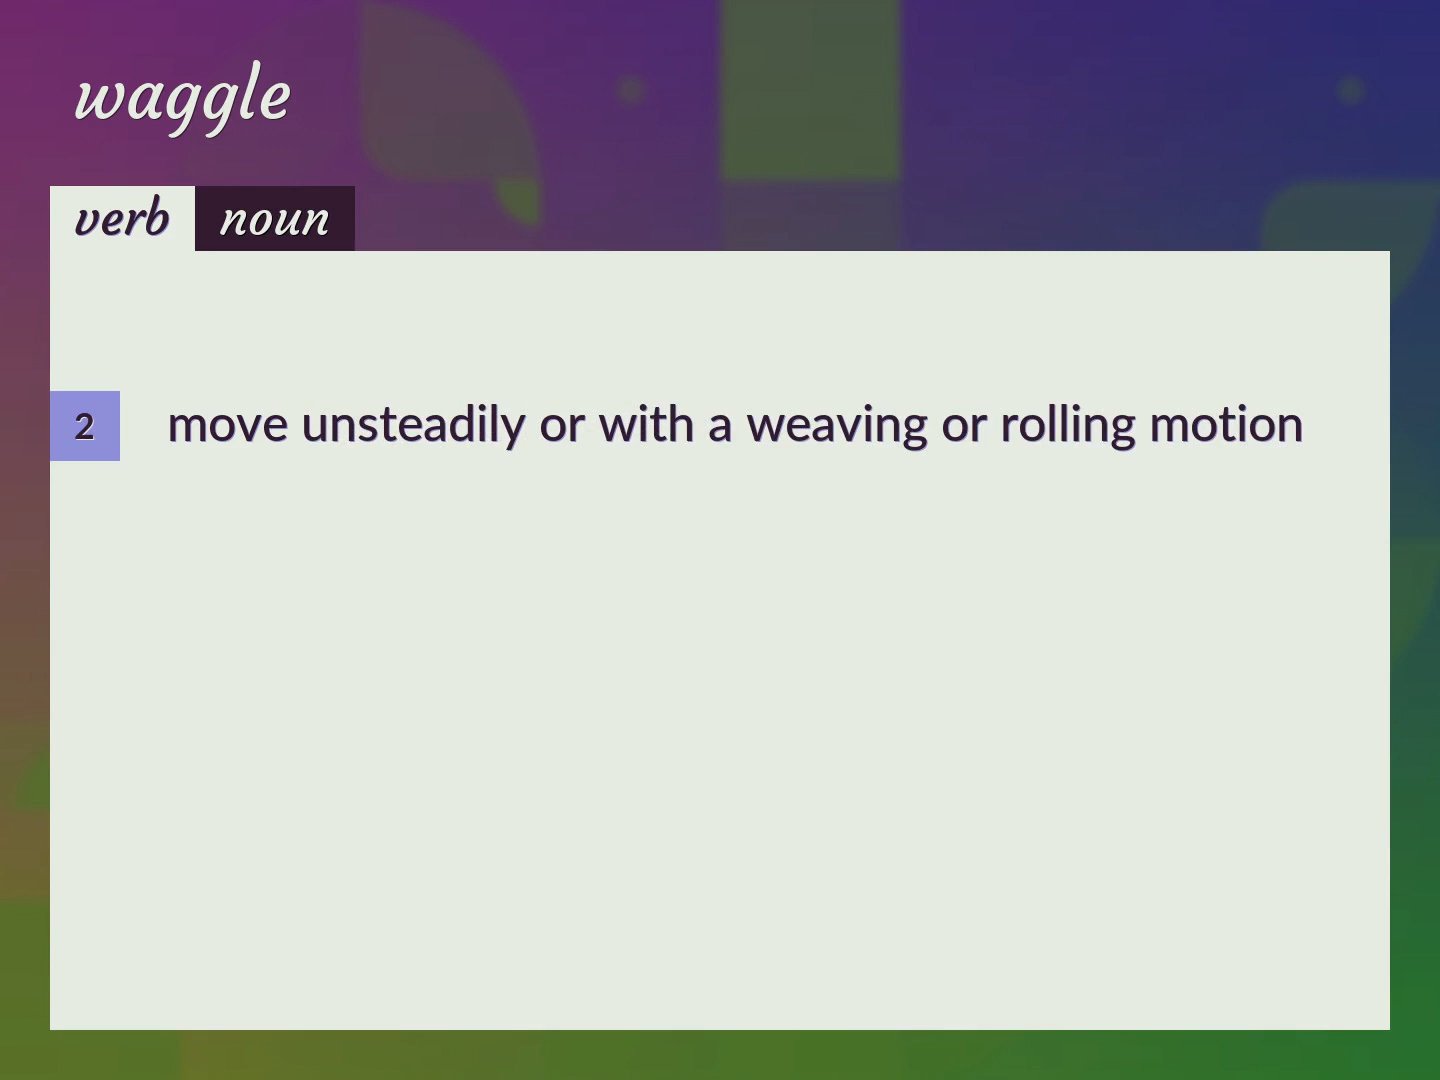 waggle
verb noun
2 move unsteadily or with a weaving or rolling motion